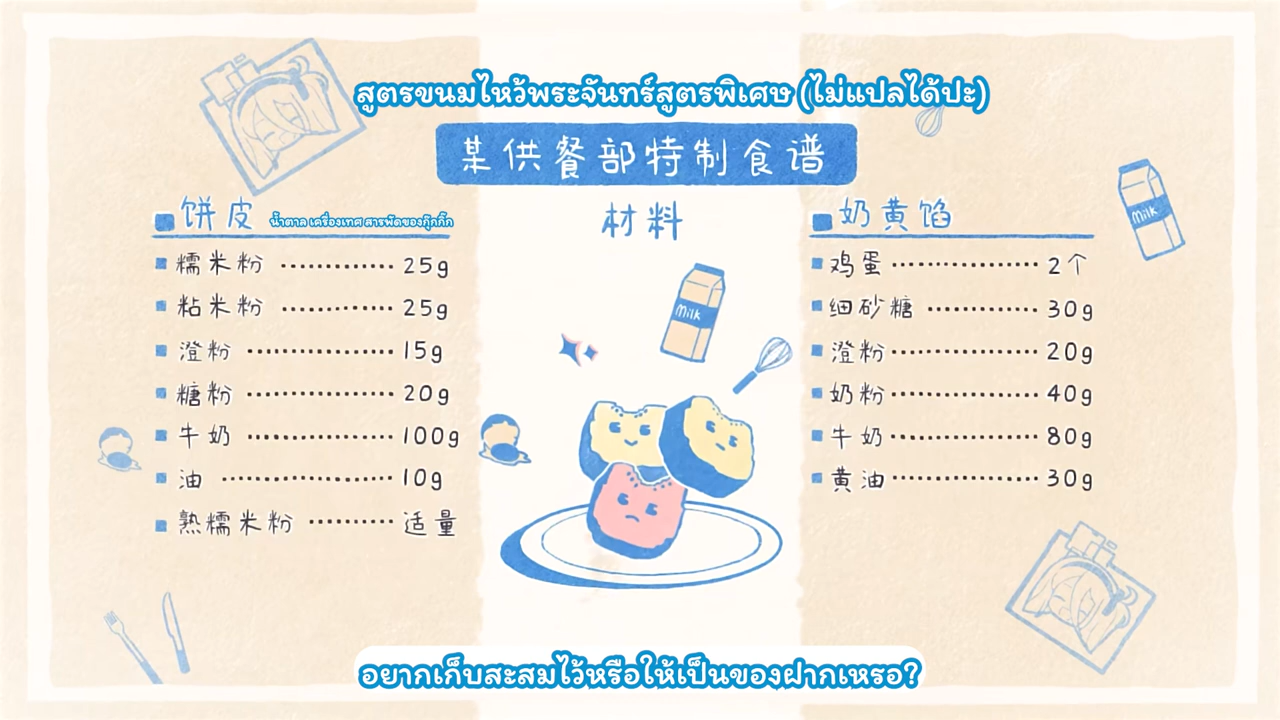 สูตรขนมไหว้พระจันทร์สูตรพิเศษ (ไม่แปลได้ปะ)
某供餐部特制食谱
材料
饼皮 น้ำตาล เครื่องเทศ สารพัดของกุ๊กกิ๊ก
糯米粉 ············· 25g
粘米粉 ············· 25g
澄粉 ················· 15g
糖粉 ················· 20g
牛奶 ················· 100g
油 ···················· 10g
熟糯米粉 ·········· 适量
奶黄馅
鸡蛋 ················· 2个
细砂糖 ············· 30g
澄粉 ················· 20g
奶粉 ················· 40g
牛奶 ················· 80g
黄油 ················· 30g
Milk
Milk
อยากเก็บสะสมไว้หรือให้เป็นของฝากเหรอ?